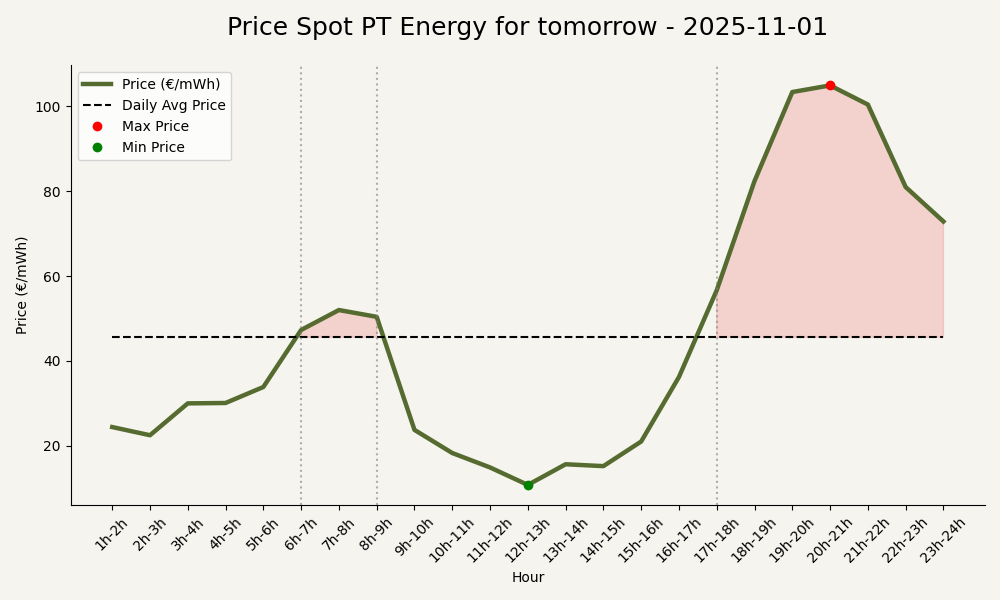 Price Spot PT Energy for tomorrow - 2025-11-01
Price (€/mWh)
Daily Avg Price
Max Price
Min Price
Price (€/mWh)
100
80
60
40
20
1h-2h
2h-3h
3h-4h
4h-5h
5h-6h
6h-7h
7h-8h
8h-9h
9h-10h
10h-11h
11h-12h
12h-13h
13h-14h
14h-15h
15h-16h
16h-17h
17h-18h
18h-19h
19h-20h
20h-21h
21h-22h
22h-23h
23h-24h
Hour